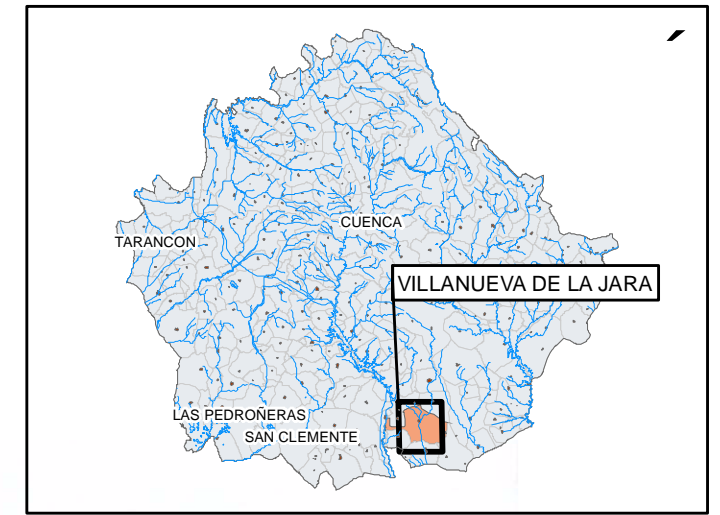 CUENCA
TARANCON
VILLANUEVA DE LA JARA
LAS PEDROÑERAS
SAN CLEMENTE